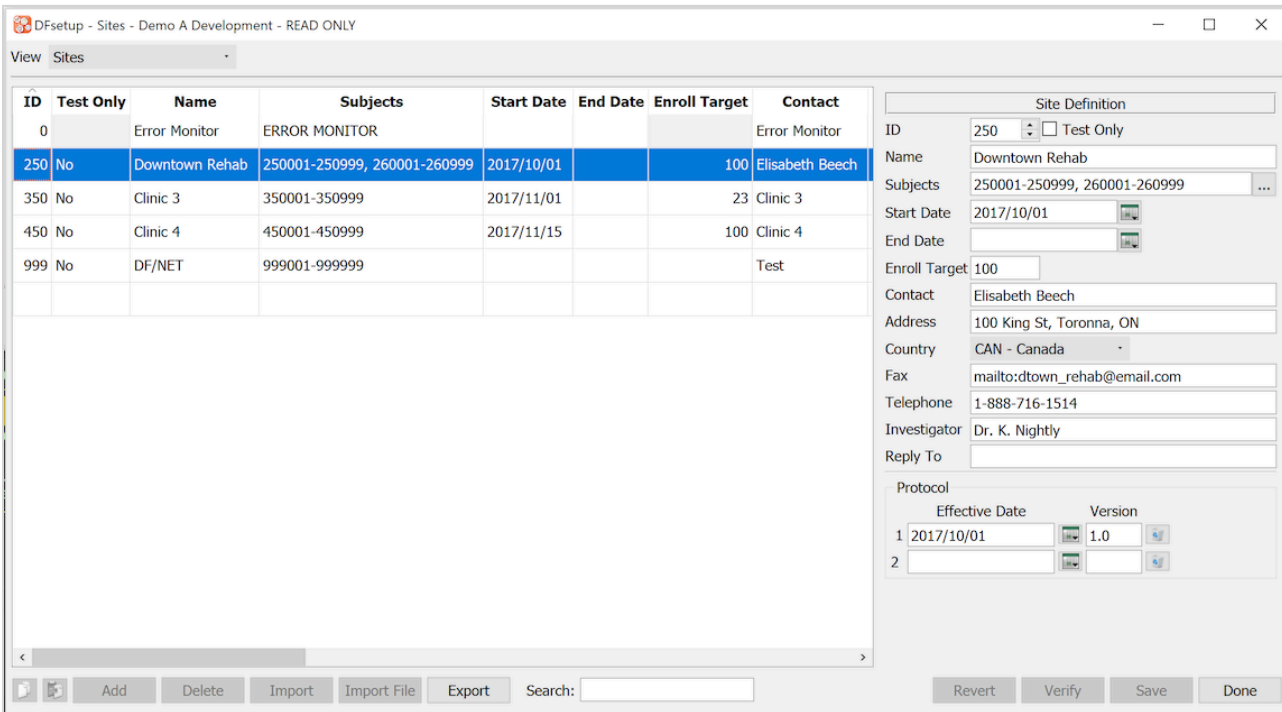 DFsetup - Sites - Demo A Development - READ ONLY
View Sites
ID Test Only Name Subjects Start Date End Date Enroll Target Contact
0 Error Monitor ERROR MONITOR Error Monitor
250 No Downtown Rehab 250001-250999, 260001-260999 2017/10/01 100 Elisabeth Beech
350 No Clinic 3 350001-350999 2017/11/01 23 Clinic 3
450 No Clinic 4 450001-450999 2017/11/15 100 Clinic 4
999 No DF/NET 999001-999999 Test
Site Definition
ID 250 Test Only
Name Downtown Rehab
Subjects 250001-250999, 260001-260999 ...
Start Date 2017/10/01
End Date
Enroll Target 100
Contact Elisabeth Beech
Address 100 King St, Toronna, ON
Country CAN - Canada
Fax mailto:dtown_rehab@email.com
Telephone 1-888-716-1514
Investigator Dr. K. Nightly
Reply To
Protocol
Effective Date Version
1 2017/10/01 1.0
2
Add Delete Import Import File Export Search: Revert Verify Save Done